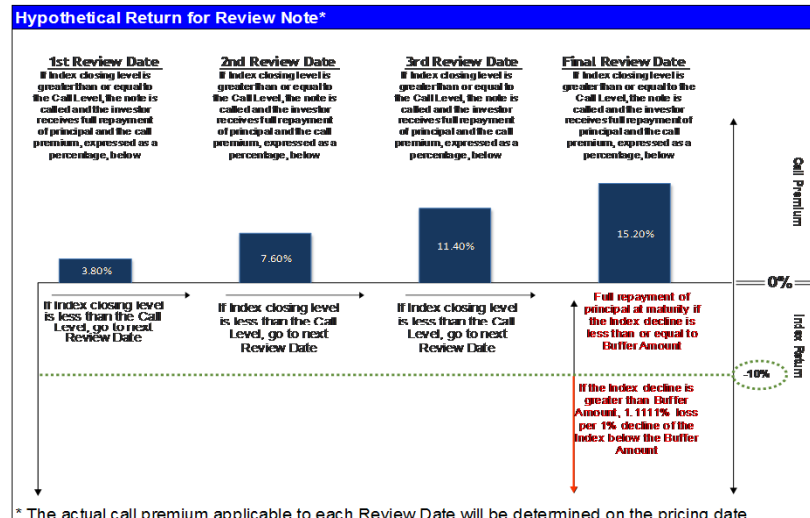 Hypothetical Return for Review Note*
1st Review Date
If Index closing level is
greater than or equal to
the Call Level, the note is
called and the investor
receives full repayment
of principal and the call
premium, expressed as a
percentage, below
2nd Review Date
If Index closing level is
greater than or equal to
the Call Level, the note is
called and the investor
receives full repayment
of principal and the call
premium, expressed as a
percentage, below
3rd Review Date
If Index closing level is
greater than or equal to
the Call Level, the note is
called and the investor
receives full repayment
of principal and the call
premium, expressed as a
percentage, below
Final Review Date
If Index closing level is
greater than or equal to the
Call Level, the note is
called and the investor
receives full repayment of
principal and the call
premium, expressed as a
percentage, below
Call Premium
3.80%
7.60%
11.40%
15.20%
0%
If Index closing level
is less than the Call
Level, go to next
Review Date
If Index closing level
is less than the Call
Level, go to next
Review Date
If Index closing level
is less than the Call
Level, go to next
Review Date
Full repayment of
principal at maturity if
the Index decline is
less than or equal to
Buffer Amount
Index Return
-10%
If the Index decline is
greater than Buffer
Amount, 1.1111% loss
per 1% decline of the
Index below the Buffer
Amount
* The actual call premium applicable to each Review Date will be determined on the pricing date